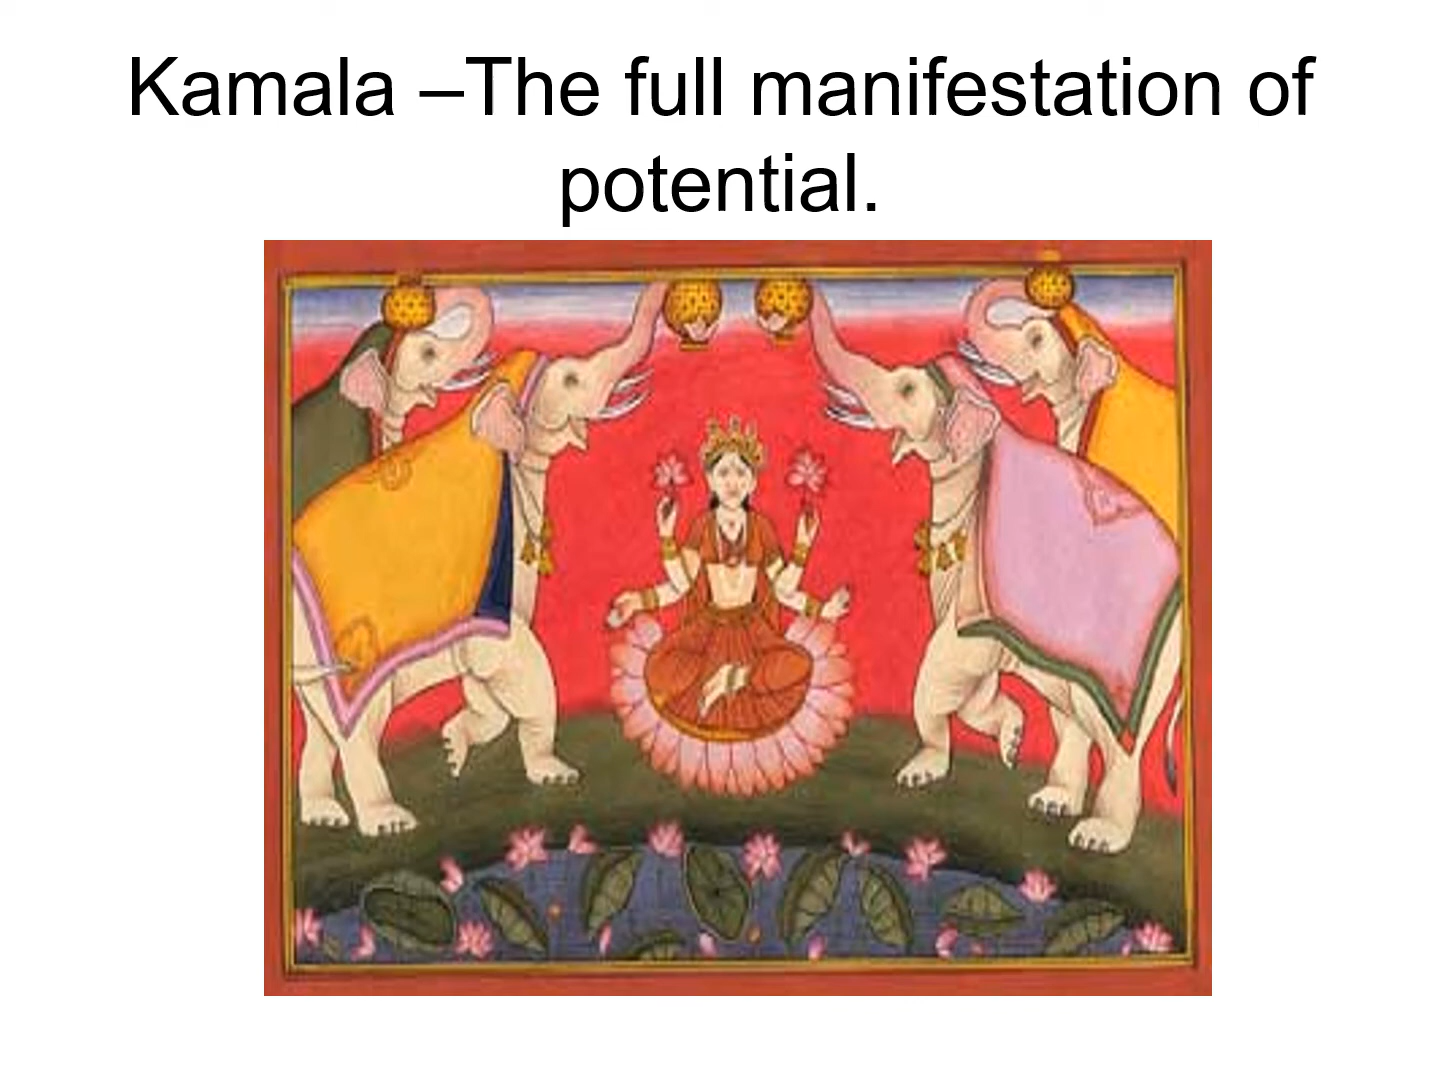 Kamala –The full manifestation of
potential.